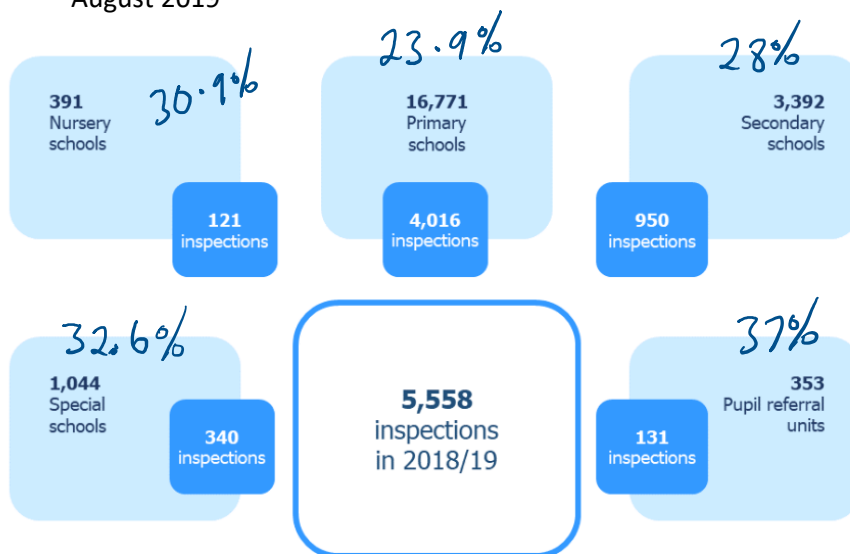 August 2019
30.9%
391
Nursery
schools
121
inspections
23.9%
16,771
Primary
schools
4,016
inspections
28%
3,392
Secondary
schools
950
inspections
32.6%
1,044
Special
schools
340
inspections
5,558
inspections
in 2018/19
37%
353
Pupil referral
units
131
inspections